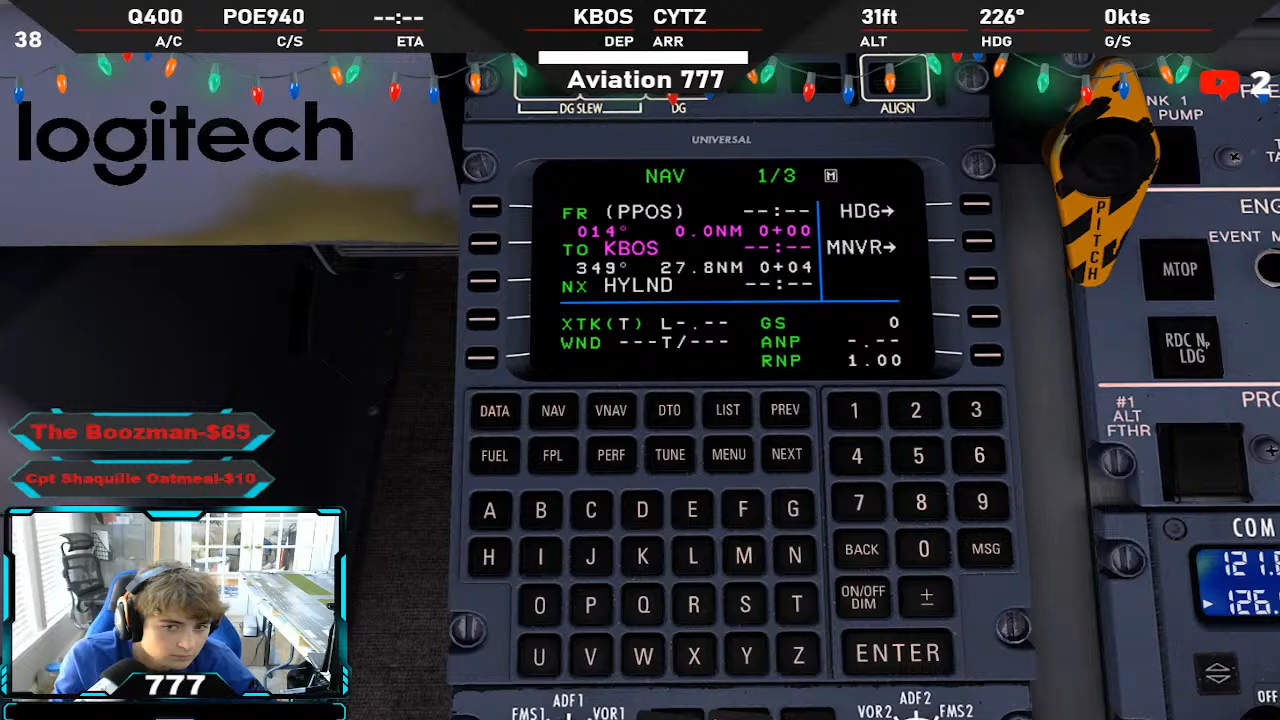 38
Q400
A/C
POE940
C/S
--:--
ETA
KBOS
DEP
CYTZ
ARR
31ft
ALT
226°
HDG
0kts
G/S
Aviation 777
2
logitech
DG SLEW
DG
ALIGN
UNIVERSAL
NAV 1/3 M
FR (PPOS) --:-- HDG→
014° 0.0NM 0+00
TO KBOS --:-- MNVR→
349° 27.8NM 0+04
NX HYLND --:--
XTK(T) L-.-- GS 0
WND ---T/--- ANP -.--
RNP 1.00
DATA NAV VNAV DTO LIST PREV 1 2 3
FUEL FPL PERF TUNE MENU NEXT 4 5 6
A B C D E F G 7 8 9
H I J K L M N BACK 0 MSG
O P Q R S T ON/OFF DIM ±
U V W X Y Z ENTER
ADF1
FMS1 VOR1
ADF2
VOR2 FMS2
PUMP
PITCH
ENG
EVENT M
MTOP
RDC Np
LDG
#1
ALT
FTHR
PRO
COM
121.
126.
OFF
The Boozman-$65
Cpt Shaquille Oatmeal-$10
777